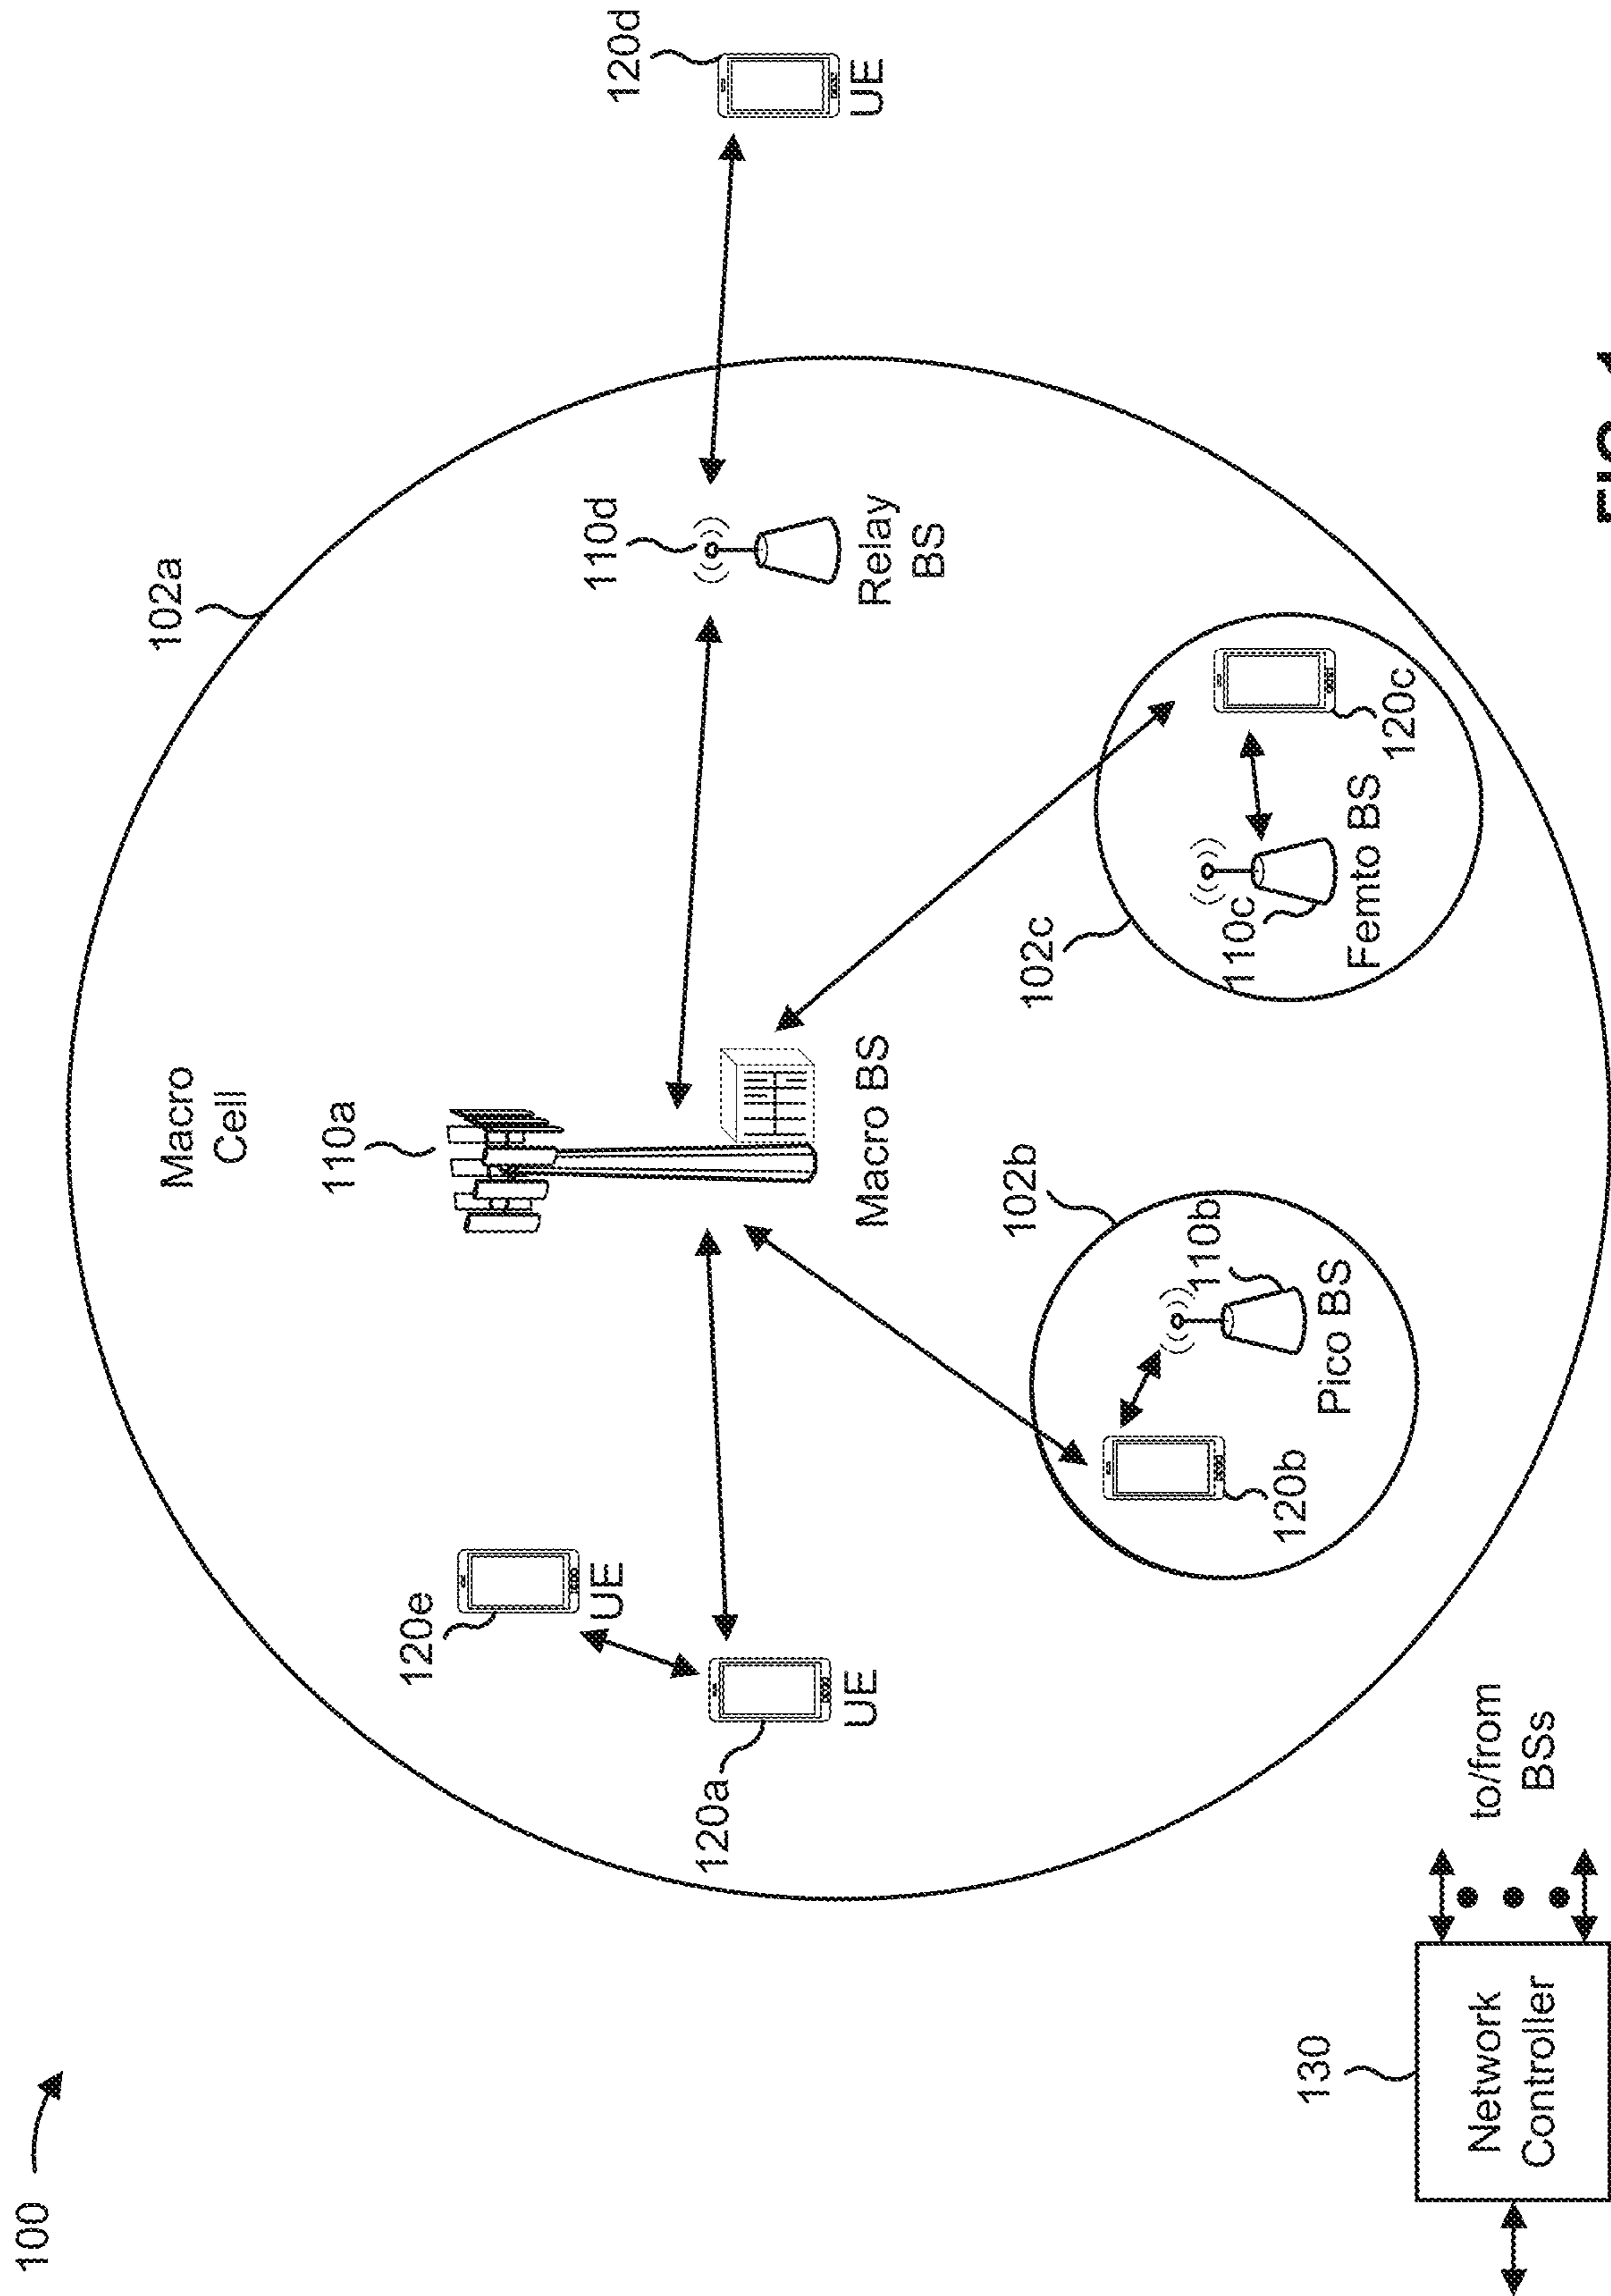 100
102a
Macro
Cell
110a
120d
UE
110d
Relay
BS
120e
UE
120a
UE
Macro BS
102b
110b
Pico BS
120b
102c
110c
Femto BS
120c
130
Network
Controller
to/from
BSs